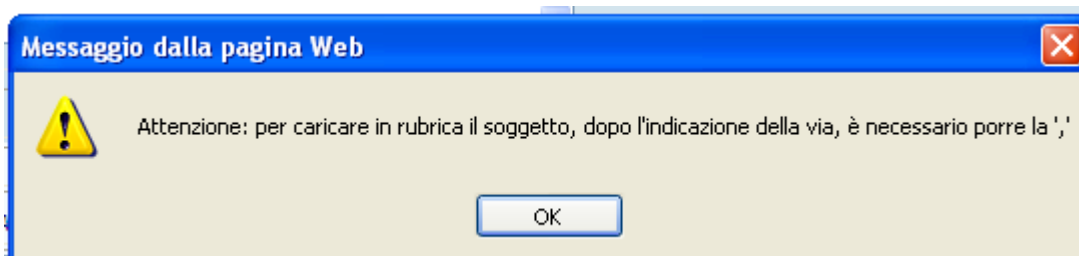 Messaggio dalla pagina Web
Attenzione: per caricare in rubrica il soggetto, dopo l'indicazione della via, è necessario porre la ','
OK